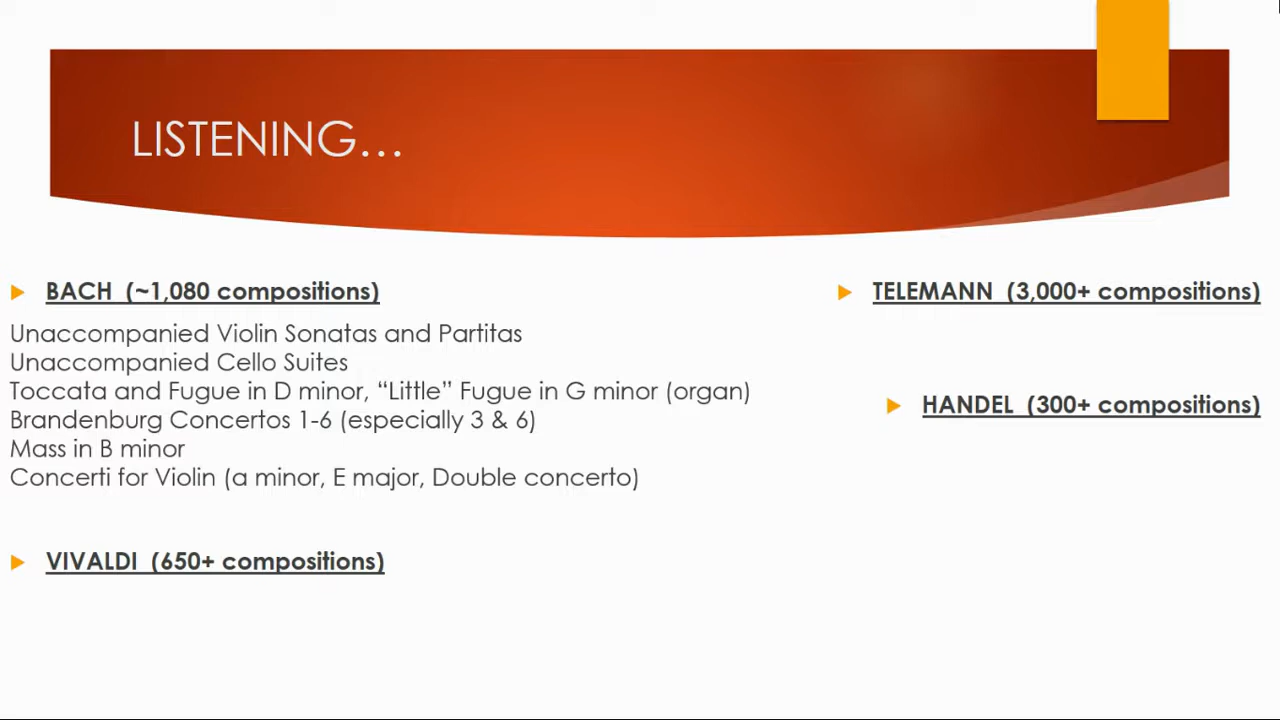 LISTENING…
BACH  (~1,080 compositions)
Unaccompanied Violin Sonatas and Partitas
Unaccompanied Cello Suites
Toccata and Fugue in D minor, “Little” Fugue in G minor (organ)
Brandenburg Concertos 1-6 (especially 3 & 6)
Mass in B minor
Concerti for Violin (a minor, E major, Double concerto)
VIVALDI  (650+ compositions)
TELEMANN  (3,000+ compositions)
HANDEL  (300+ compositions)